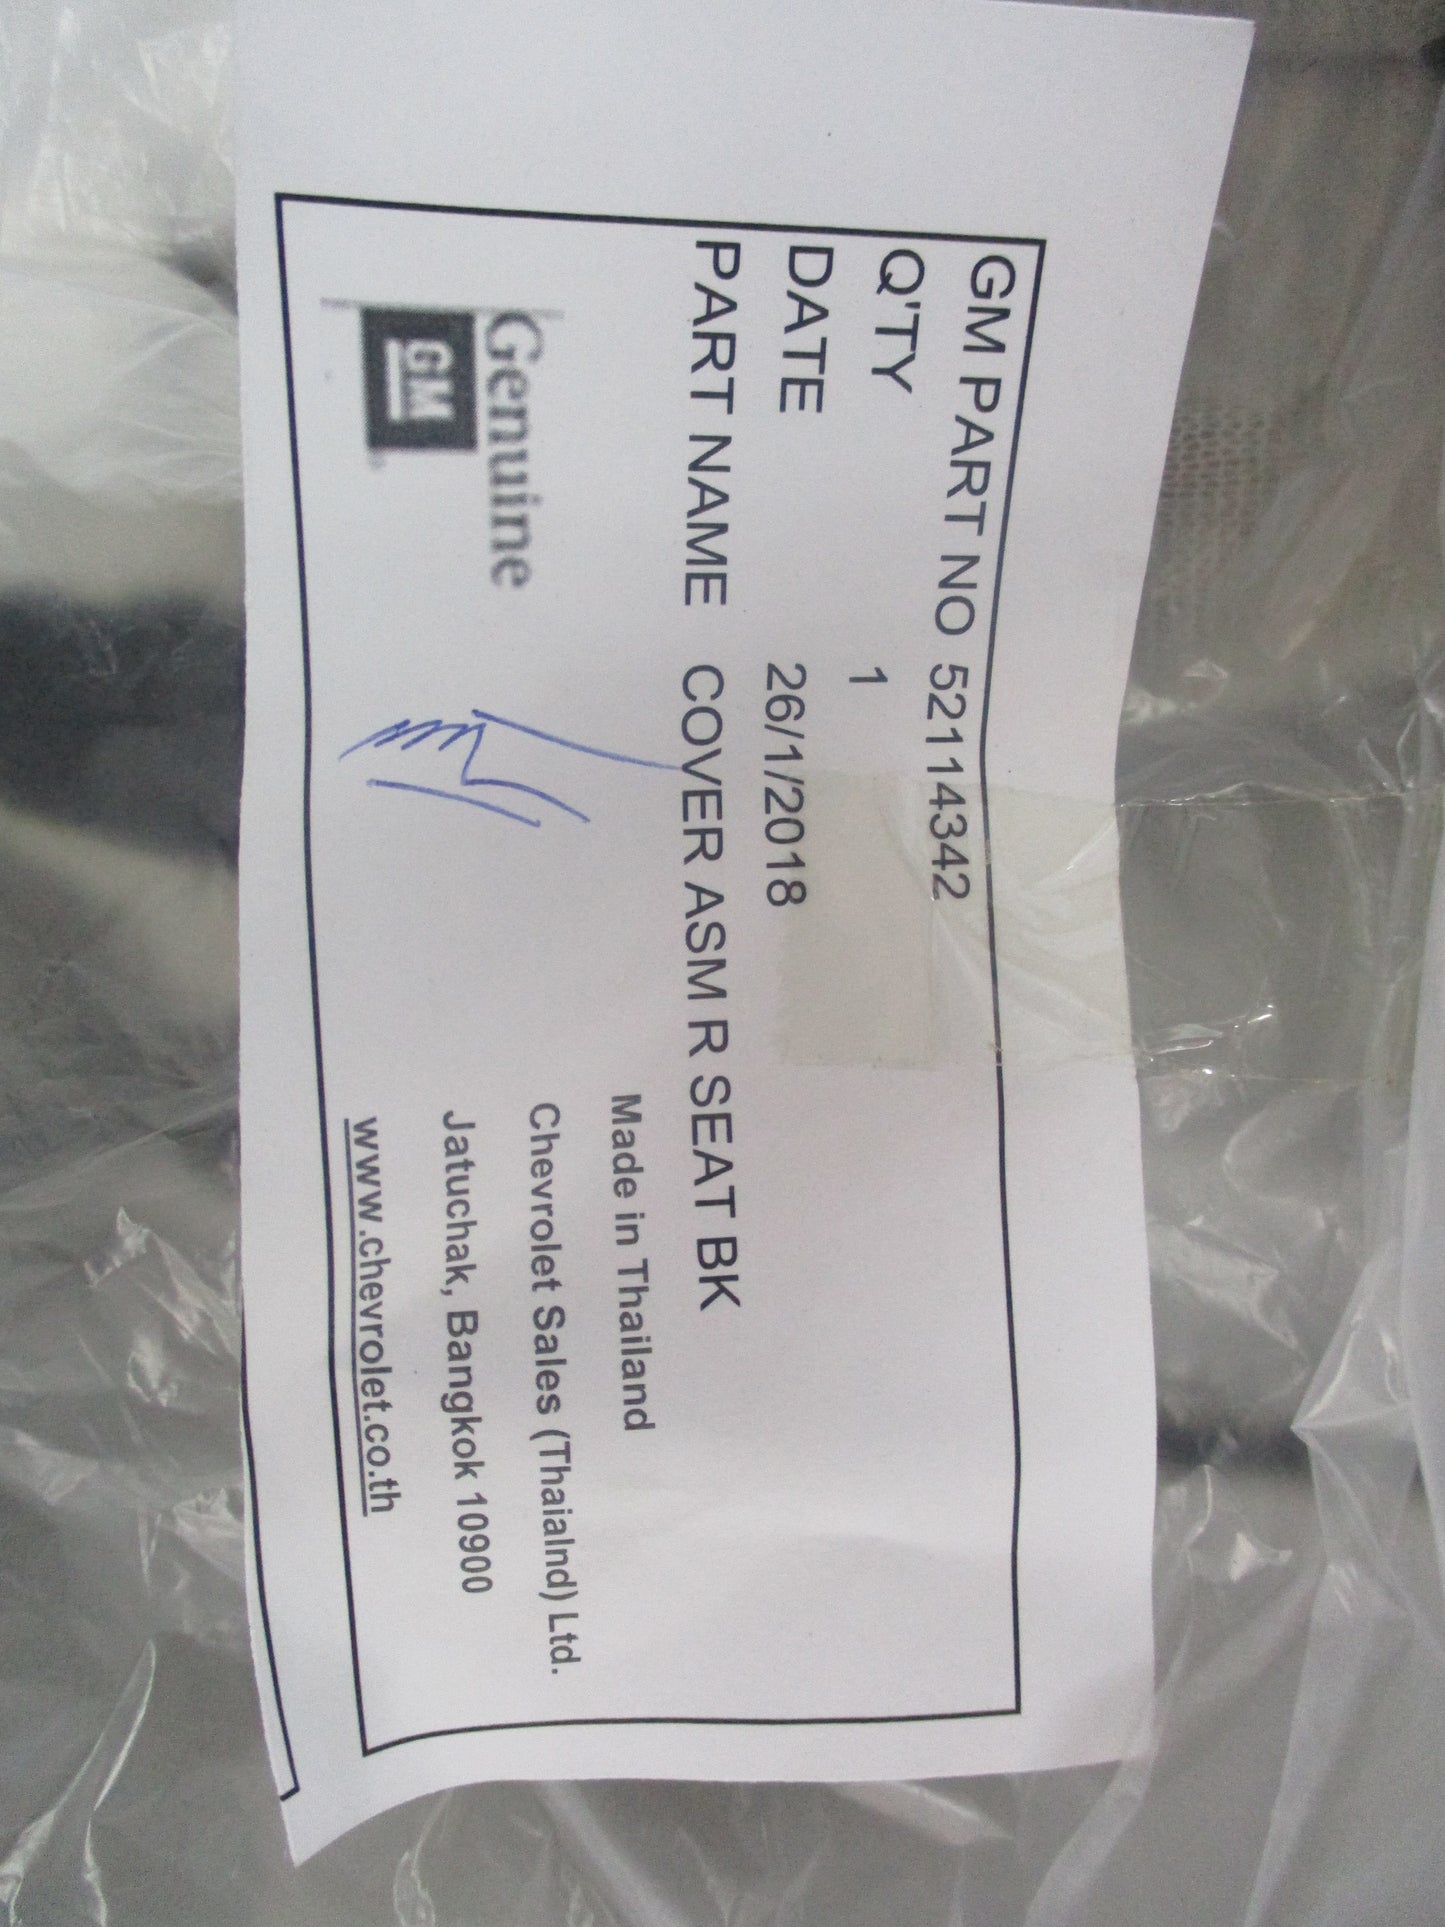 GM PART NO 52114342
Q'TY 1
DATE 26/1/2018
PART NAME COVER ASM R SEAT BK
Genuine
GM
Made in Thailand
Chevrolet Sales (Thaialnd) Ltd.
Jatuchak, Bangkok 10900
www.chevrolet.co.th